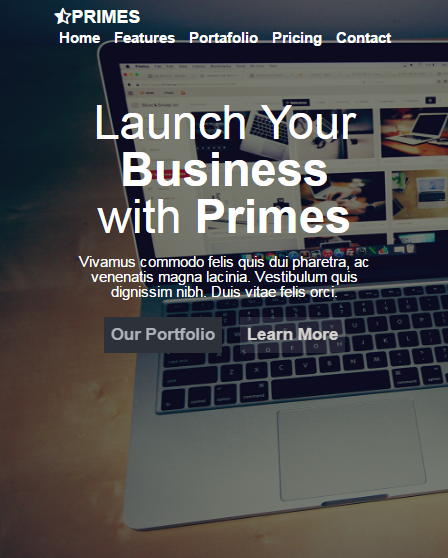 PRIMES
Home Features Portafolio Pricing Contact
Launch Your
Business
with Primes
Vivamus commodo felis quis dui pharetra, ac
venenatis magna lacinia. Vestibulum quis
dignissim nibh. Duis vitae felis orci.
Our Portfolio Learn More